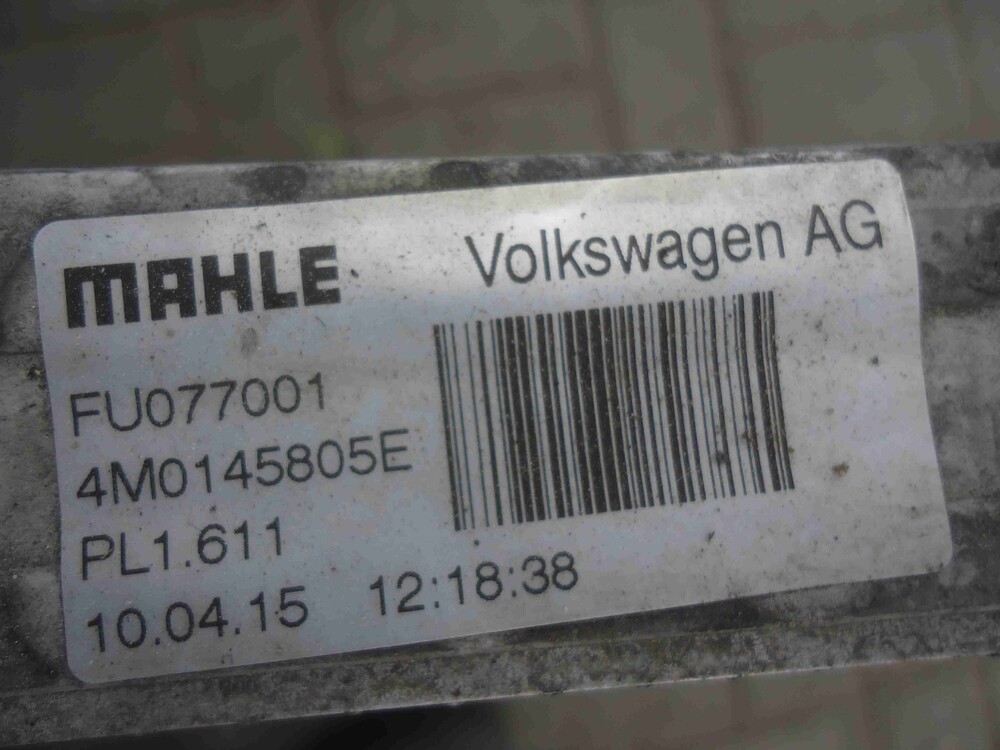 MAHLE
Volkswagen AG
FU077001
4M0145805E
PL1.611
10.04.15 12:18:38